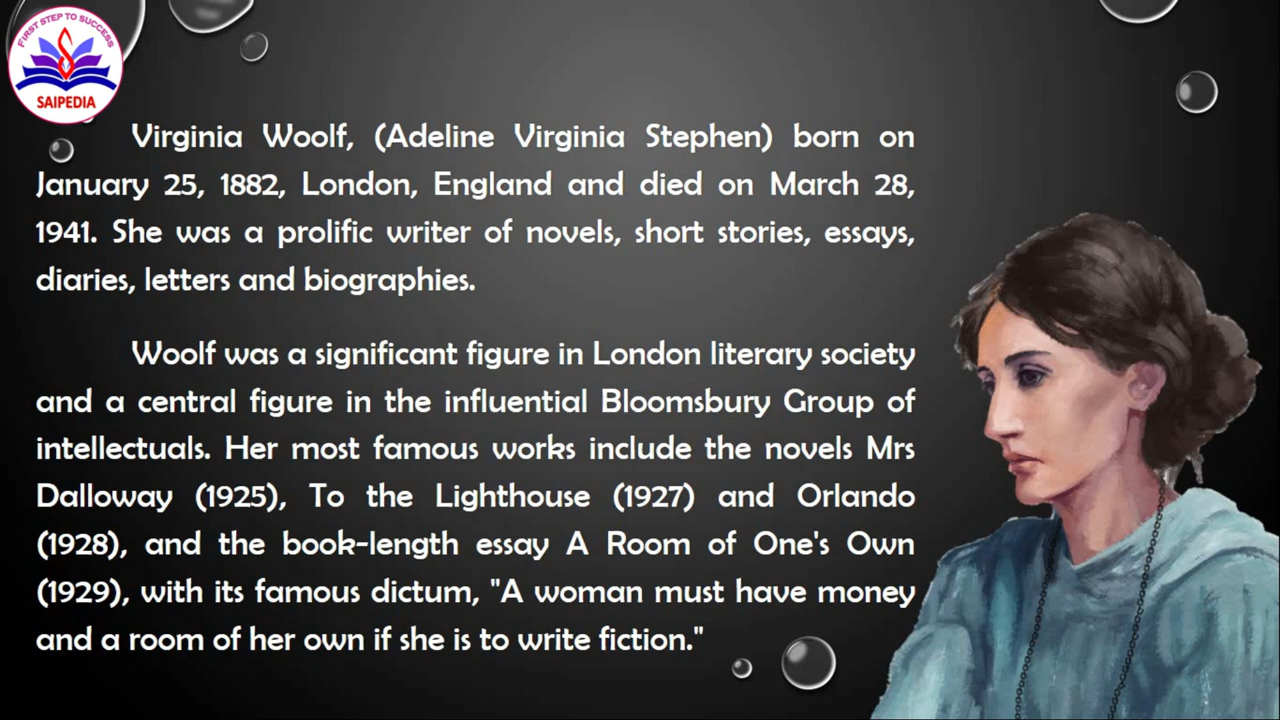 FIRST STEP TO SUCCESS
SAIPEDIA
Virginia Woolf, (Adeline Virginia Stephen) born on
January 25, 1882, London, England and died on March 28,
1941. She was a prolific writer of novels, short stories, essays,
diaries, letters and biographies.
Woolf was a significant figure in London literary society
and a central figure in the influential Bloomsbury Group of
intellectuals. Her most famous works include the novels Mrs
Dalloway (1925), To the Lighthouse (1927) and Orlando
(1928), and the book-length essay A Room of One's Own
(1929), with its famous dictum, "A woman must have money
and a room of her own if she is to write fiction."